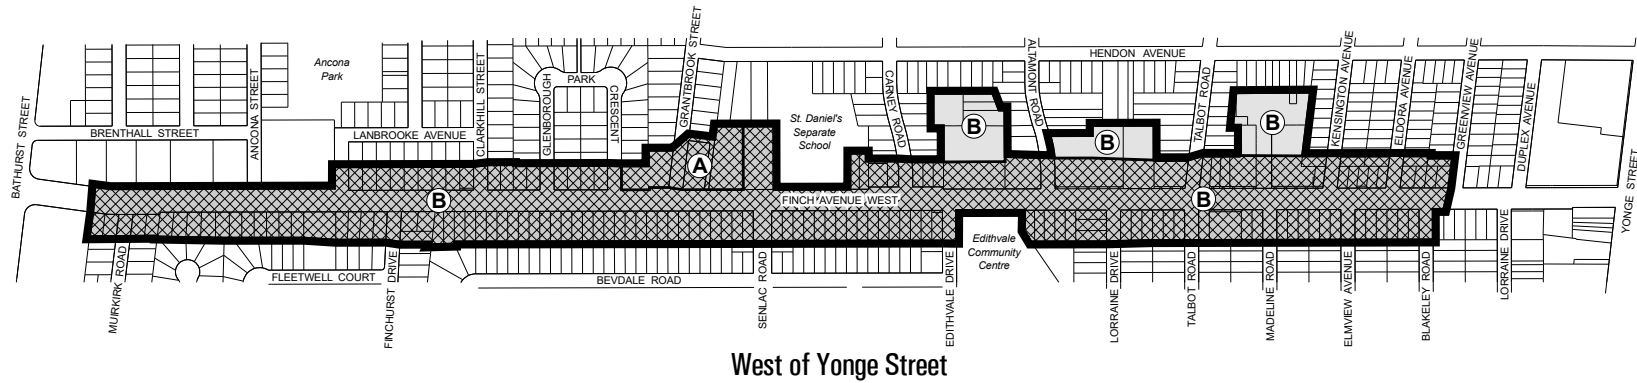 BATHURST STREET
BRENTHALL STREET
ANCONA STREET
Ancona
Park
LANBROOKE AVENUE
CLARKHILL STREET
GLENBOROUGH
PARK
CRESCENT
GRANTBROOK STREET
St. Daniel's
Separate
School
CARNEY ROAD
ALTAMONT ROAD
HENDON AVENUE
TALBOT ROAD
KENSINGTON AVENUE
ELDORA AVENUE
GREENVIEW AVENUE
DUPLEX AVENUE
YONGE STREET
B
B
B
A
B
FINCH AVENUE WEST
B
Edithvale
Community
Centre
MUIRKIRK ROAD
FLEETWELL COURT
FINCHURST DRIVE
BEVDALE ROAD
SENLAC ROAD
EDITHVALE DRIVE
LORRAINE DRIVE
TALBOT ROAD
MADELINE ROAD
ELMVIEW AVENUE
BLAKELEY ROAD
LORRAINE DRIVE
West of Yonge Street